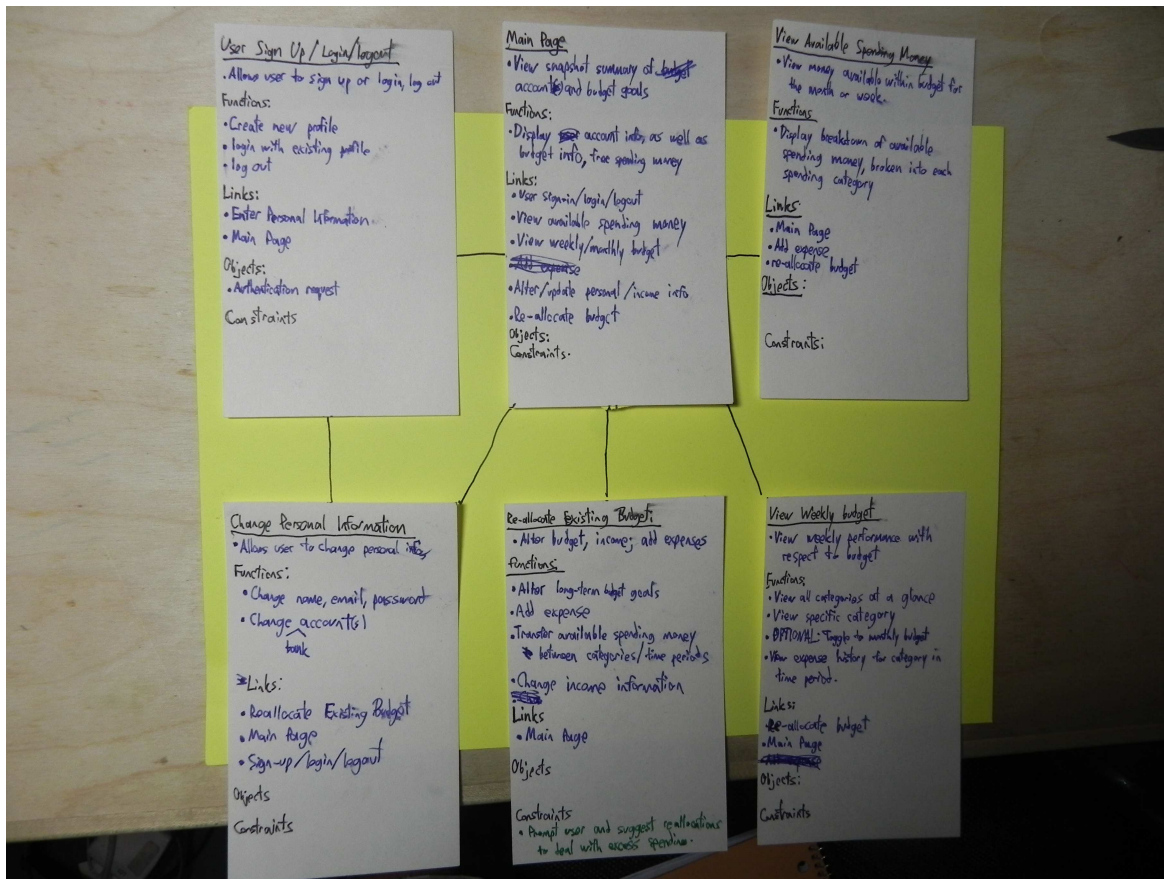 User Sign Up/Login/logout
• Allows user to sign up or login, log out
Functions:
• Create new profile
• login with existing profile
• log out
Links:
• Enter Personal Information
• Main Page
Objects:
• Authentication request
Constraints
Main Page
• View snapshot summary of budget
account(s) and budget goals
Functions:
• Display account info, as well as
budget info, free spending money
Links:
• User sign-in/login/logout
• View available spending money
• View weekly/monthly budget
Add expense
• Alter/update personal/income info
• Re-allocate budget
Objects:
Constraints.
View Available Spending Money
• View money available within budget for
the month or week.
Functions
• Display breakdown of available
spending money, broken into each
spending category
Links
• Main Page
• Add expense
• re-allocate budget
Objects:
Constraints:
Change Personal Information
• Allows user to change personal info
Functions:
• Change name, email, password
• Change account(s)
bank
Links:
• Reallocate Existing Budget
• Main Page
• Sign-up/login/logout
Objects
Constraints
Re-allocate Existing Budget:
• Alter budget, income; add expenses
Functions:
• Alter long-term budget goals
• Add expense
• Transfer available spending money
between categories/time periods
• Change income information
Links
• Main Page
Objects
Constraints
• Prompt user and suggest reallocations
to deal with excess spending.
View Weekly budget
• View weekly performance with
respect to budget
Functions:
• View all categories at a glance
• View specific category
• OPTIONAL: Toggle to monthly budget
• View expense history for category in
time period.
Links:
• Re-allocate budget
• Main Page
Objects:
Constraints